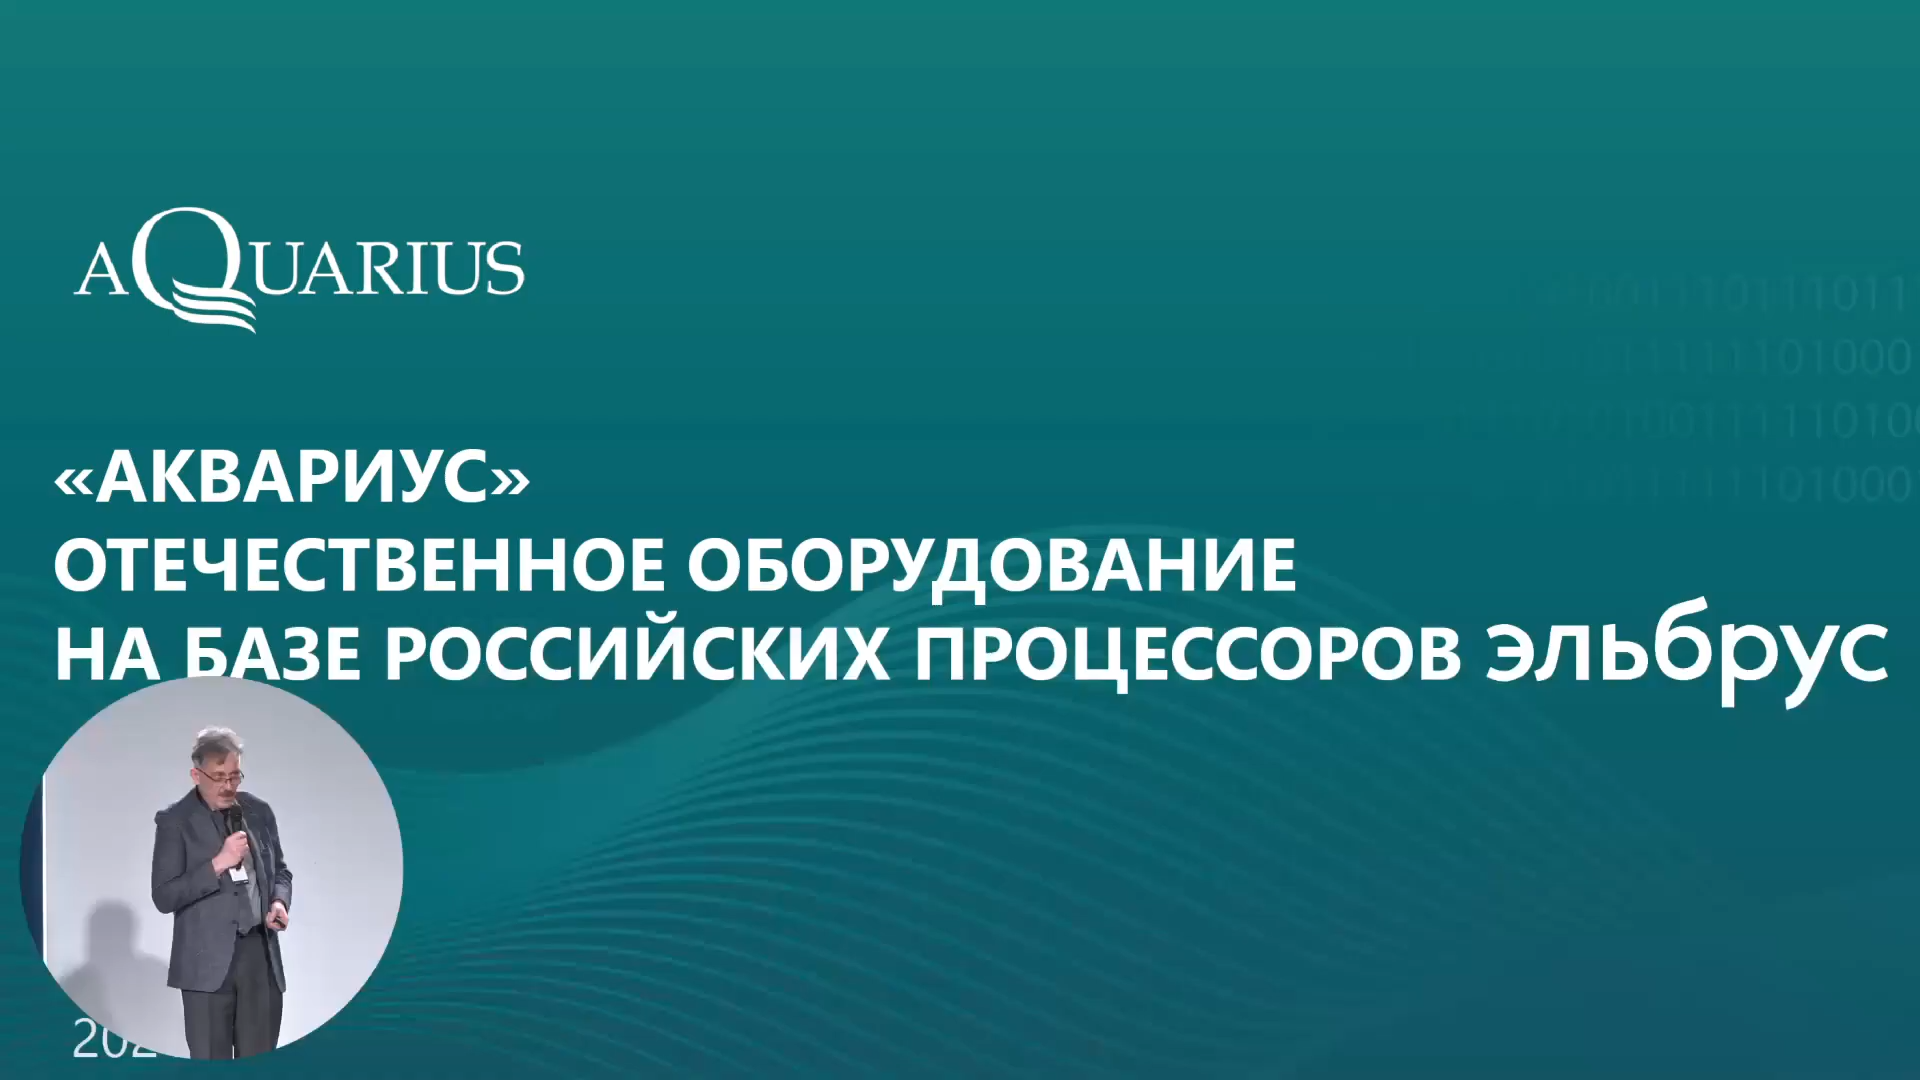 AQUARIUS
«АКВАРИУС»
ОТЕЧЕСТВЕННОЕ ОБОРУДОВАНИЕ
НА БАЗЕ РОССИЙСКИХ ПРОЦЕССОРОВ эльбрус